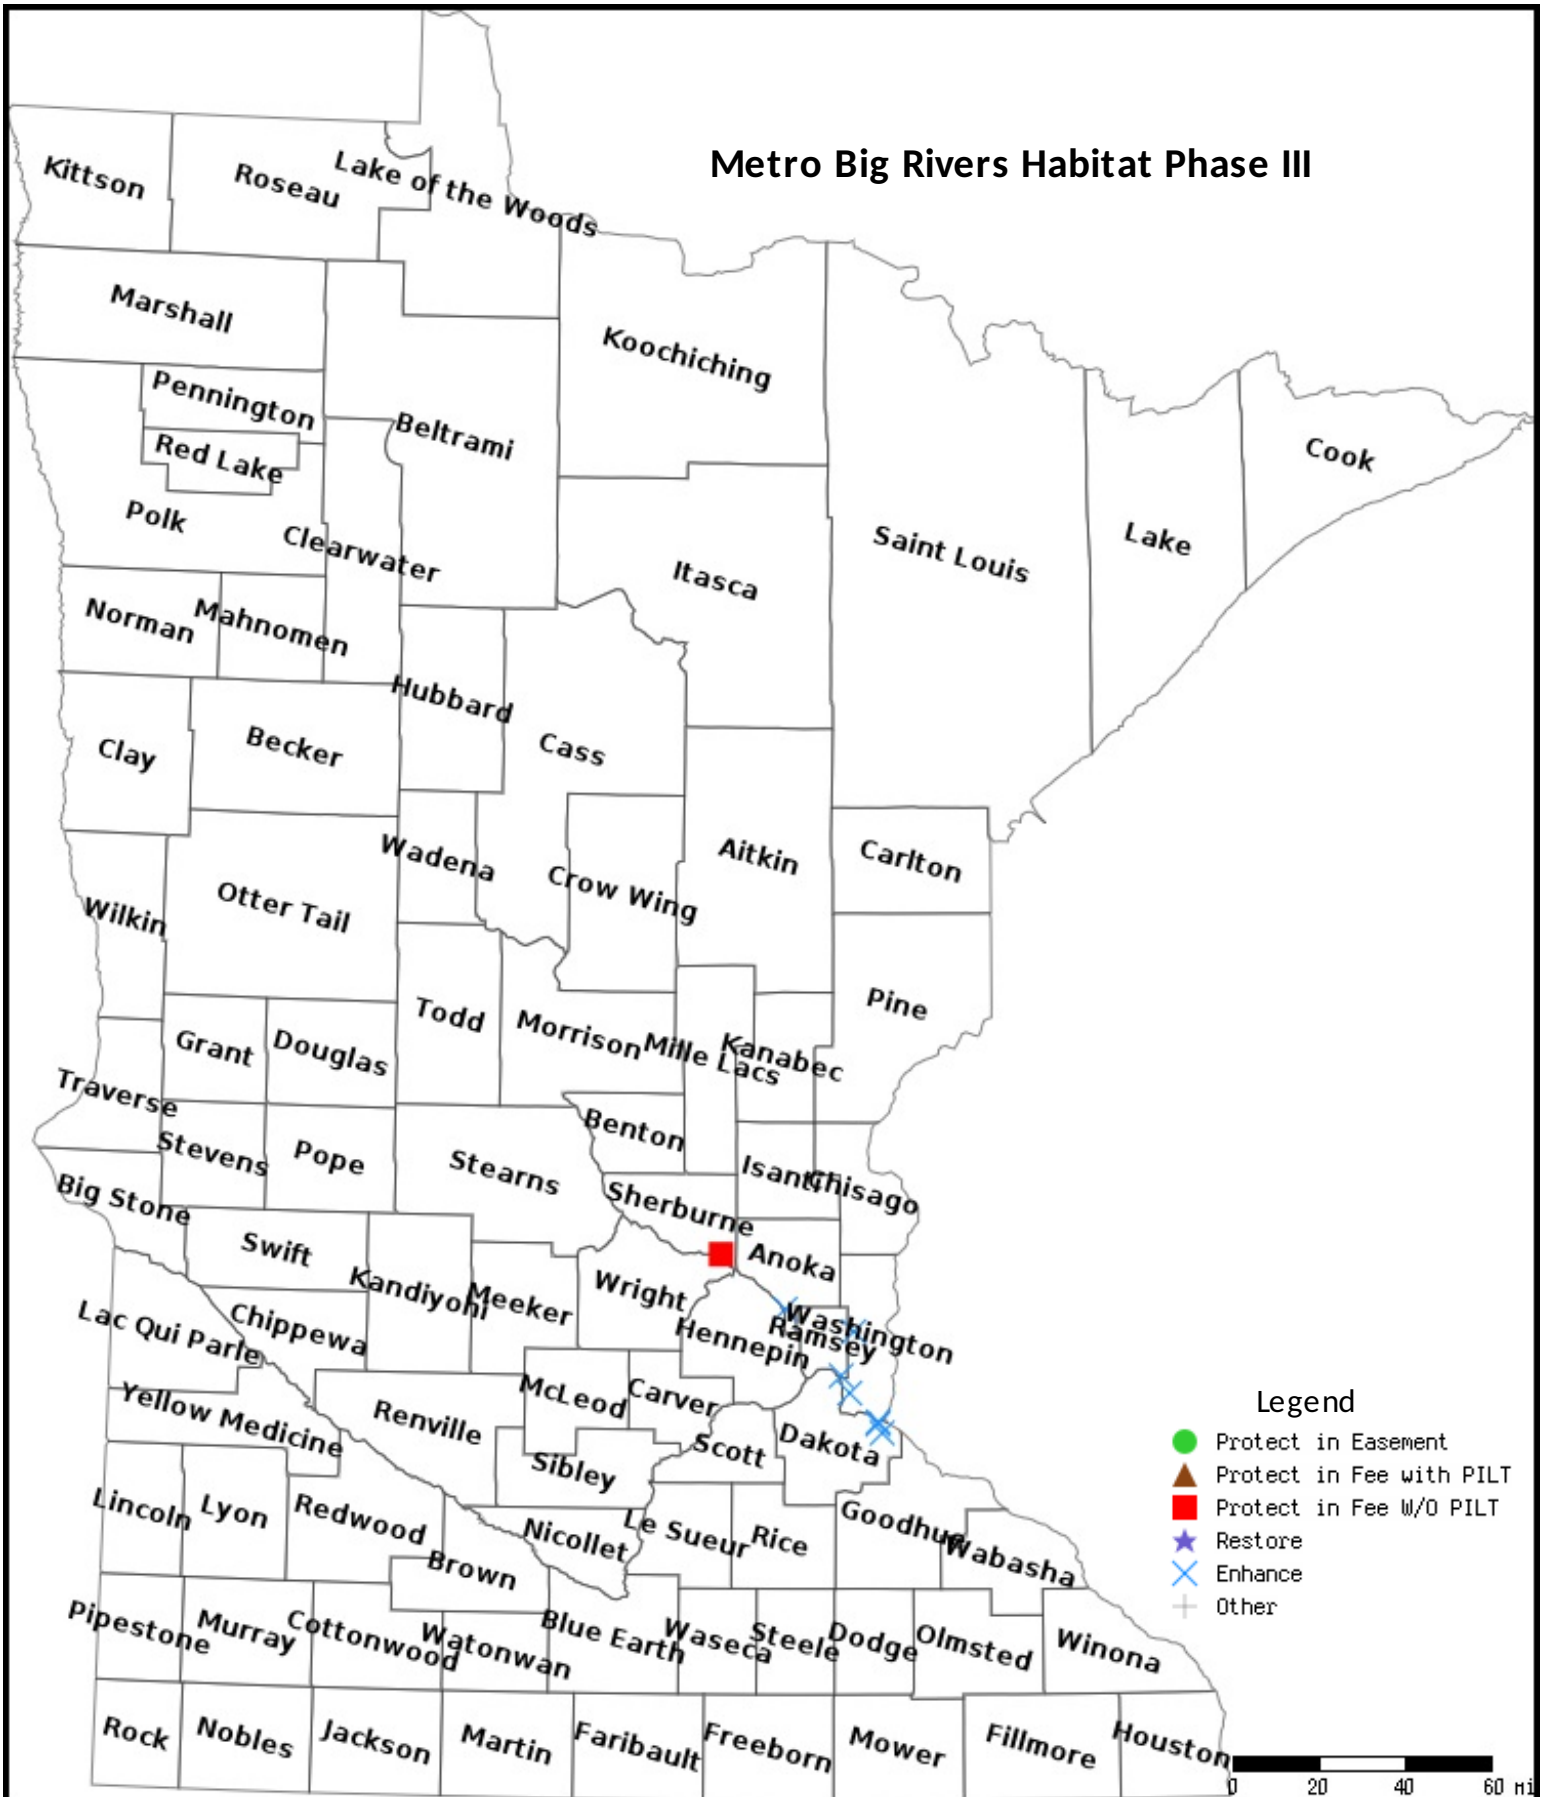 Metro Big Rivers Habitat Phase III
Kittson
Roseau
Lake of the Woods
Marshall
Koochiching
Pennington
Beltrami
Red Lake
Cook
Polk
Clearwater
Saint Louis
Lake
Itasca
Norman
Mahnomen
Hubbard
Clay
Becker
Cass
Wadena
Aitkin
Carlton
Crow Wing
Otter Tail
Wilkin
Pine
Todd
Morrison
Mille Lacs
Kanabec
Grant
Douglas
Traverse
Benton
Stevens
Pope
Stearns
Isanti
Chisago
Big Stone
Sherburne
Swift
Anoka
Kandiyohi
Meeker
Wright
Lac Qui Parle
Chippewa
Washington
Ramsey
Hennepin
McLeod
Carver
Yellow Medicine
Renville
Scott
Dakota
Sibley
Lincoln
Lyon
Redwood
Nicollet
Le Sueur
Rice
Goodhue
Wabasha
Brown
Pipestone
Murray
Cottonwood
Watonwan
Blue Earth
Waseca
Steele
Dodge
Olmsted
Winona
Rock
Nobles
Jackson
Martin
Faribault
Freeborn
Mower
Fillmore
Houston
Legend
Protect in Easement
Protect in Fee with PILT
Protect in Fee W/O PILT
Restore
Enhance
Other
0 20 40 60 mi